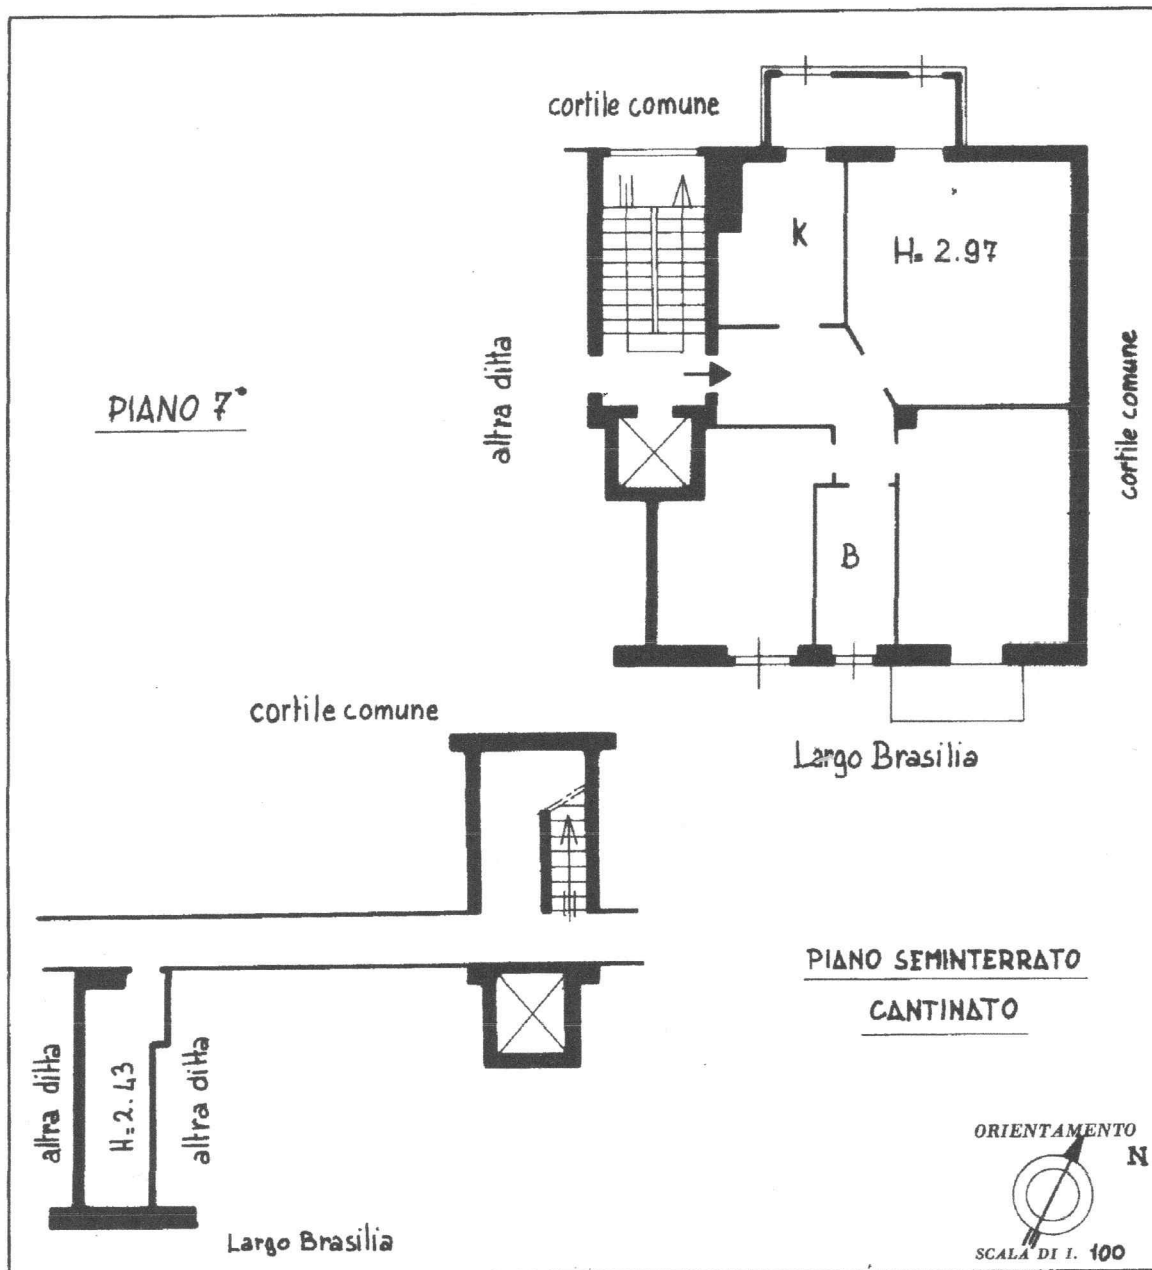 cortile comune
K
H= 2.97
altra ditta
cortile comune
PIANO 7°
B
cortile comune
Largo Brasilia
PIANO SEMINTERRATO
CANTINATO
altra ditta
H= 2.43
altra ditta
ORIENTAMENTO
N
Largo Brasilia
SCALA DI 1. 100